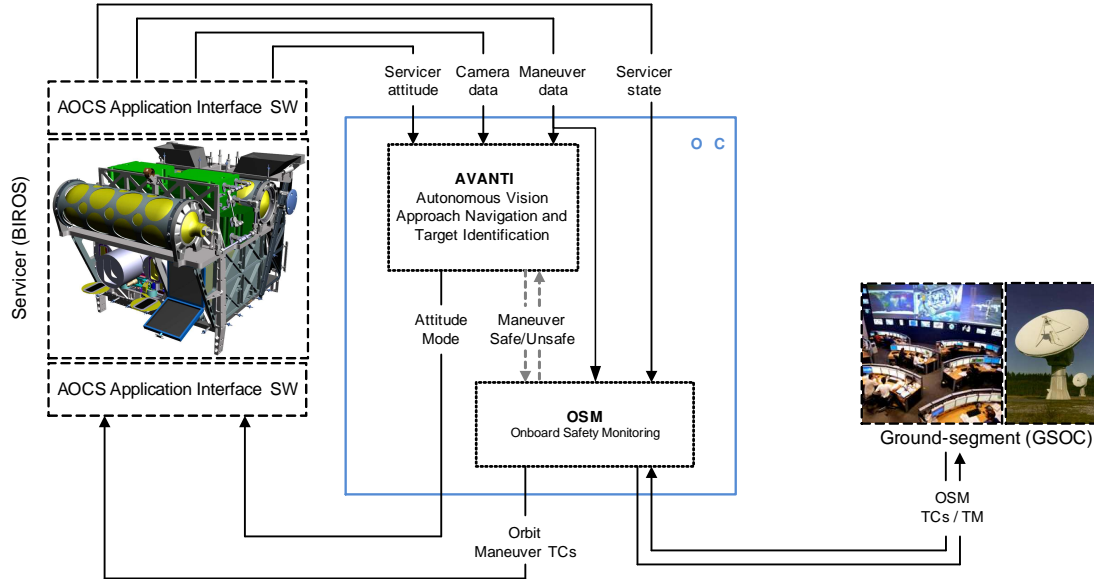 AOCS Application Interface SW
Servicer
attitude
Camera
data
Maneuver
data
Servicer
state
O C
AVANTI
Autonomous Vision
Approach Navigation and
Target Identification
Servicer (BIROS)
Attitude
Mode
Maneuver
Safe/Unsafe
AOCS Application Interface SW
OSM
Onboard Safety Monitoring
Ground-segment (GSOC)
OSM
TCs / TM
Orbit
Maneuver TCs